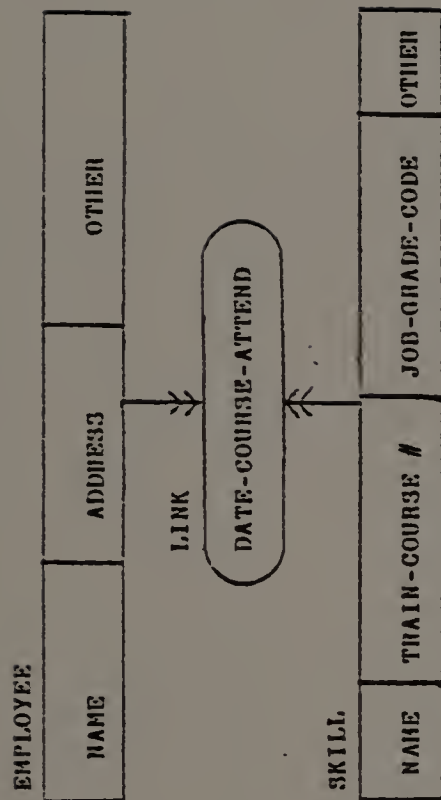 EMPLOYEE
NAME ADDRESS OTHER
LINK
DATE-COURSE-ATTEND
SKILL
NAME TRAIN-COURSE # JOB-GRADE-CODE OTHER